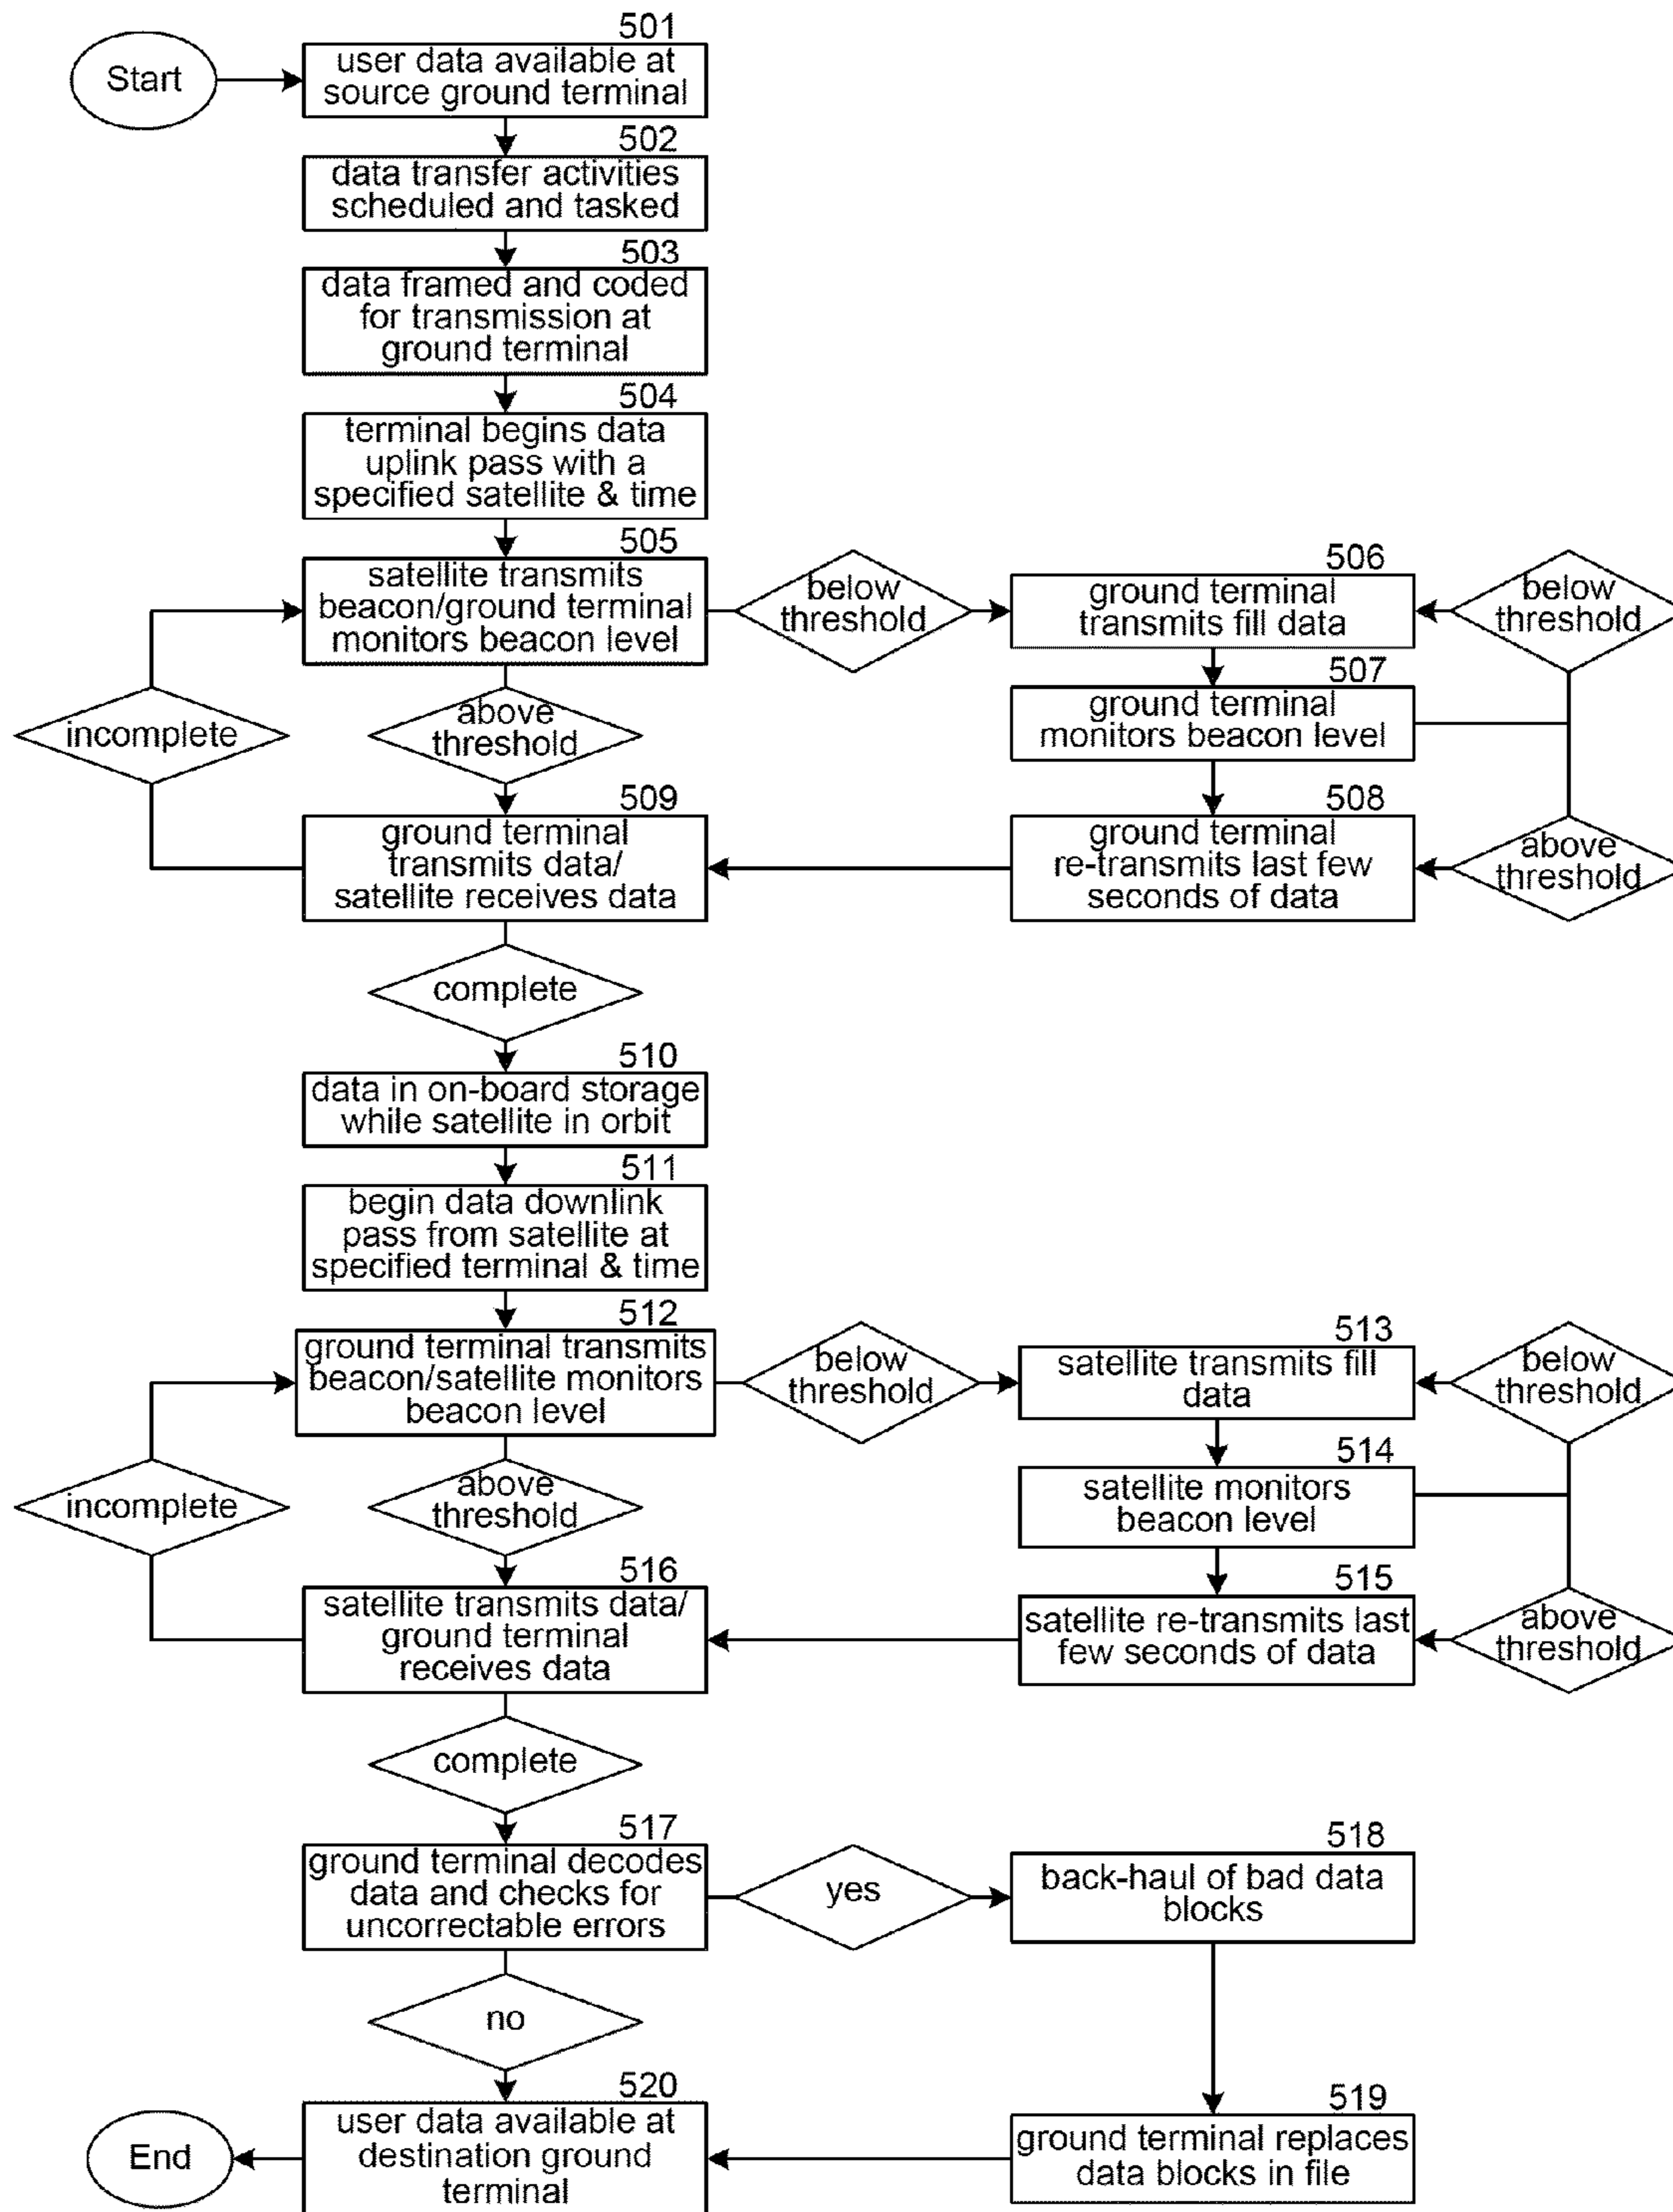 501
Start
user data available at
source ground terminal
502
data transfer activities
scheduled and tasked
503
data framed and coded
for transmission at
ground terminal
504
terminal begins data
uplink pass with a
specified satellite & time
505
satellite transmits
beacon/ground terminal
monitors beacon level
below
threshold
506
ground terminal
transmits fill data
below
threshold
507
ground terminal
monitors beacon level
incomplete
above
threshold
509
ground terminal
transmits data/
satellite receives data
508
ground terminal
re-transmits last few
seconds of data
above
threshold
complete
510
data in on-board storage
while satellite in orbit
511
begin data downlink
pass from satellite at
specified terminal & time
512
ground terminal transmits
beacon/satellite monitors
beacon level
below
threshold
513
satellite transmits fill
data
below
threshold
514
satellite monitors
beacon level
incomplete
above
threshold
516
satellite transmits data/
ground terminal
receives data
515
satellite re-transmits last
few seconds of data
above
threshold
complete
517
ground terminal decodes
data and checks for
uncorrectable errors
yes
518
back-haul of bad data
blocks
no
520
user data available at
destination ground
terminal
519
ground terminal replaces
data blocks in file
End